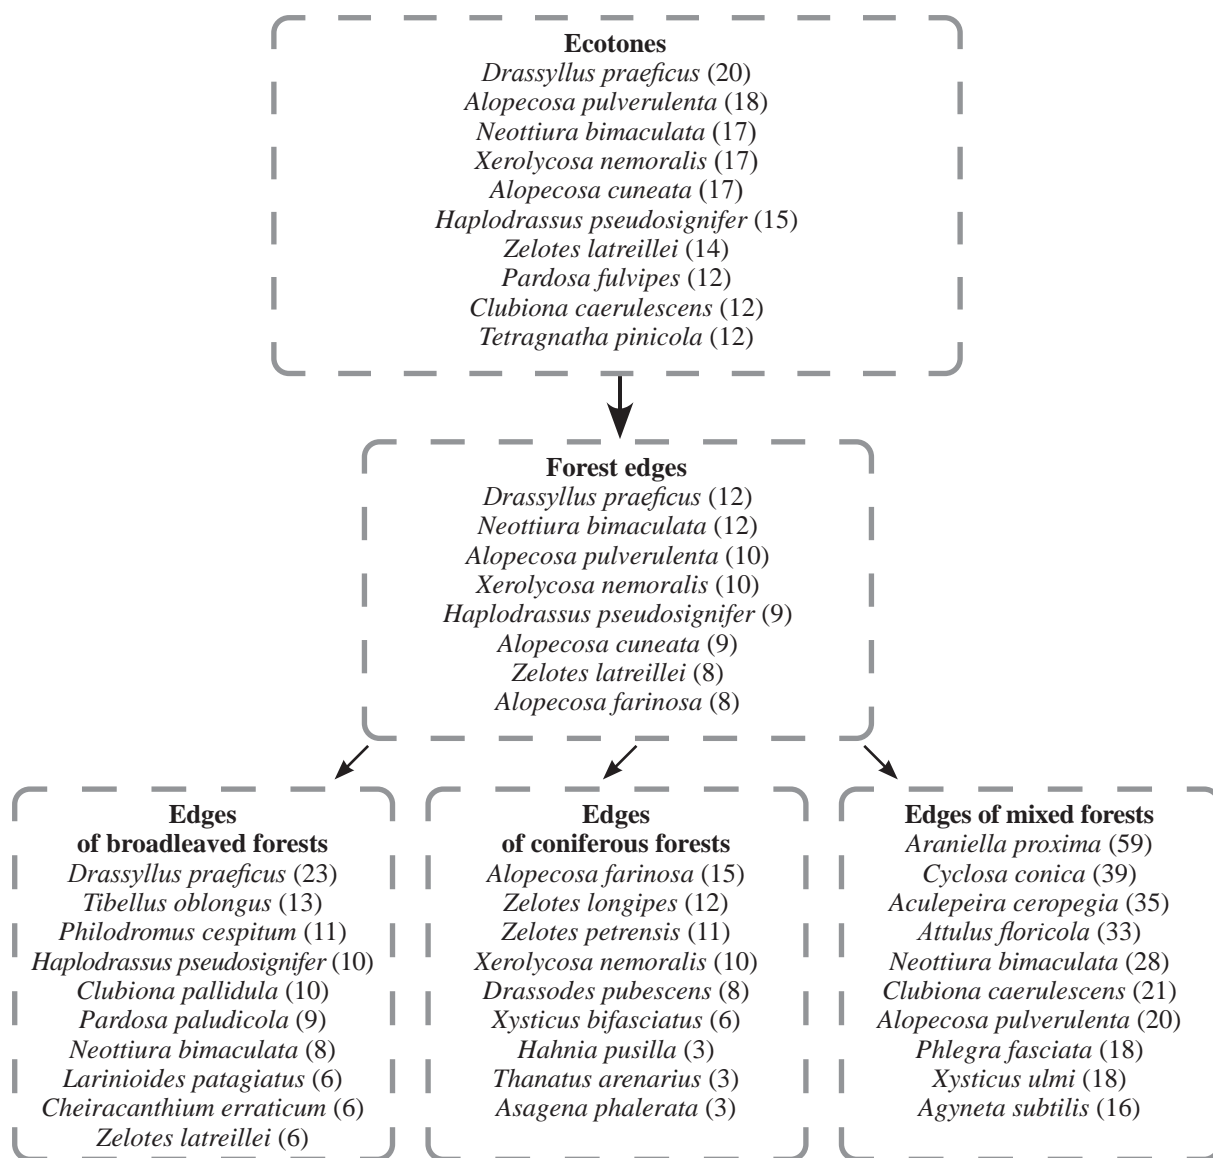 Ecotones
Drassyllus praeficus (20)
Alopecosa pulverulenta (18)
Neottiura bimaculata (17)
Xerolycosa nemoralis (17)
Alopecosa cuneata (17)
Haplodrassus pseudosignifer (15)
Zelotes latreillei (14)
Pardosa fulvipes (12)
Clubiona caerulescens (12)
Tetragnatha pinicola (12)
Forest edges
Drassyllus praeficus (12)
Neottiura bimaculata (12)
Alopecosa pulverulenta (10)
Xerolycosa nemoralis (10)
Haplodrassus pseudosignifer (9)
Alopecosa cuneata (9)
Zelotes latreillei (8)
Alopecosa farinosa (8)
Edges
of broadleaved forests
Drassyllus praeficus (23)
Tibellus oblongus (13)
Philodromus cespitum (11)
Haplodrassus pseudosignifer (10)
Clubiona pallidula (10)
Pardosa paludicola (9)
Neottiura bimaculata (8)
Larinioides patagiatus (6)
Cheiracanthium erraticum (6)
Zelotes latreillei (6)
Edges
of coniferous forests
Alopecosa farinosa (15)
Zelotes longipes (12)
Zelotes petrensis (11)
Xerolycosa nemoralis (10)
Drassodes pubescens (8)
Xysticus bifasciatus (6)
Hahnia pusilla (3)
Thanatus arenarius (3)
Asagena phalerata (3)
Edges of mixed forests
Araniella proxima (59)
Cyclosa conica (39)
Aculepeira ceropegia (35)
Attulus floricola (33)
Neottiura bimaculata (28)
Clubiona caerulescens (21)
Alopecosa pulverulenta (20)
Phlegra fasciata (18)
Xysticus ulmi (18)
Agyneta subtilis (16)